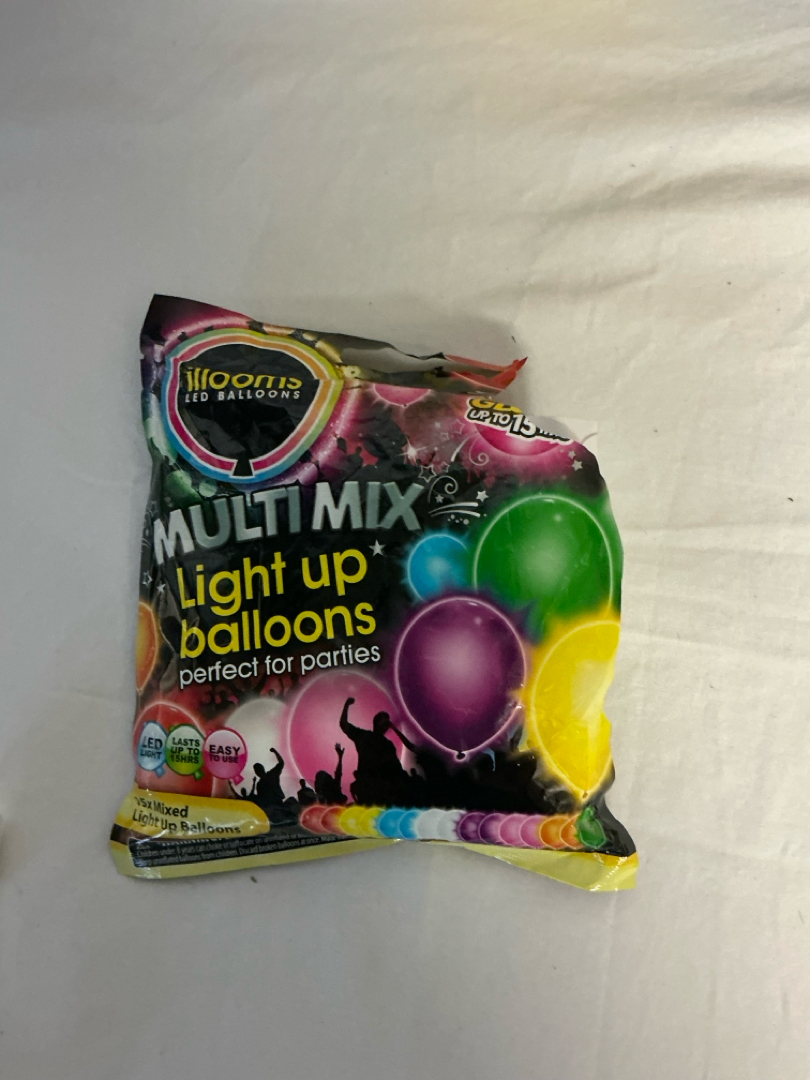 illooms
LED BALLOONS
UP TO 15
MULTI MIX
Light up
balloons
perfect for parties
LED
LIGHT
LASTS
UP TO
15HRS
EASY
TO USE
Mixed
Light Up Balloons